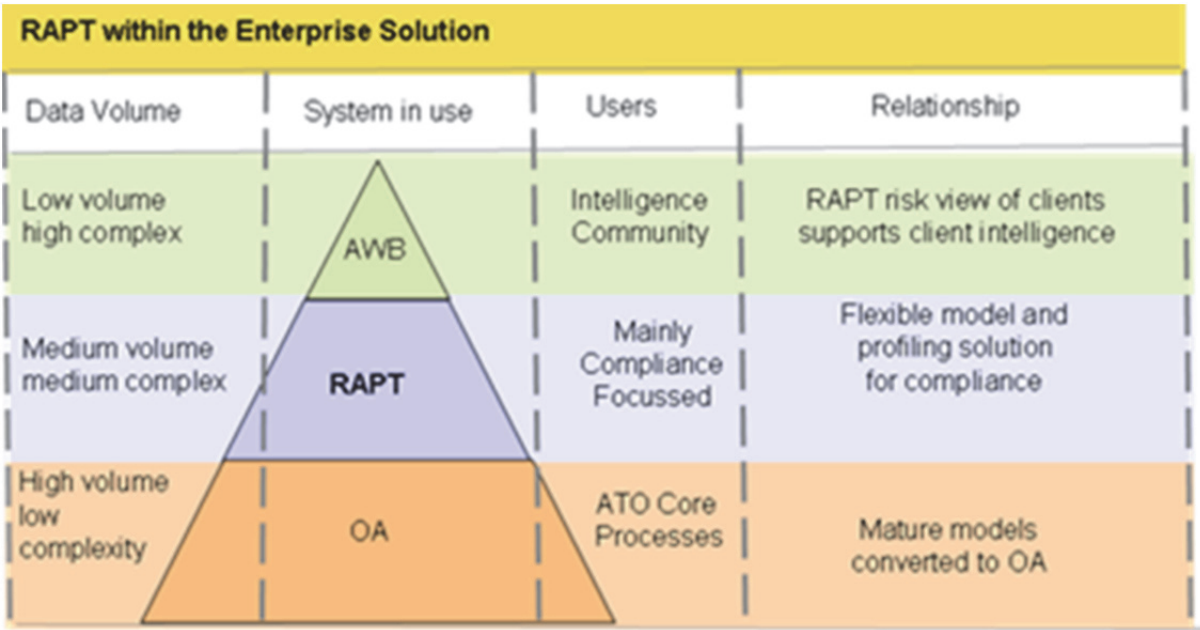 RAPT within the Enterprise Solution
Data Volume
System in use
Users
Relationship
Low volume
high complex
AWB
Intelligence
Community
RAPT risk view of clients
supports client intelligence
Medium volume
medium complex
RAPT
Mainly
Compliance
Focussed
Flexible model and
profiling solution
for compliance
High volume
low
complexity
OA
ATO Core
Processes
Mature models
converted to OA